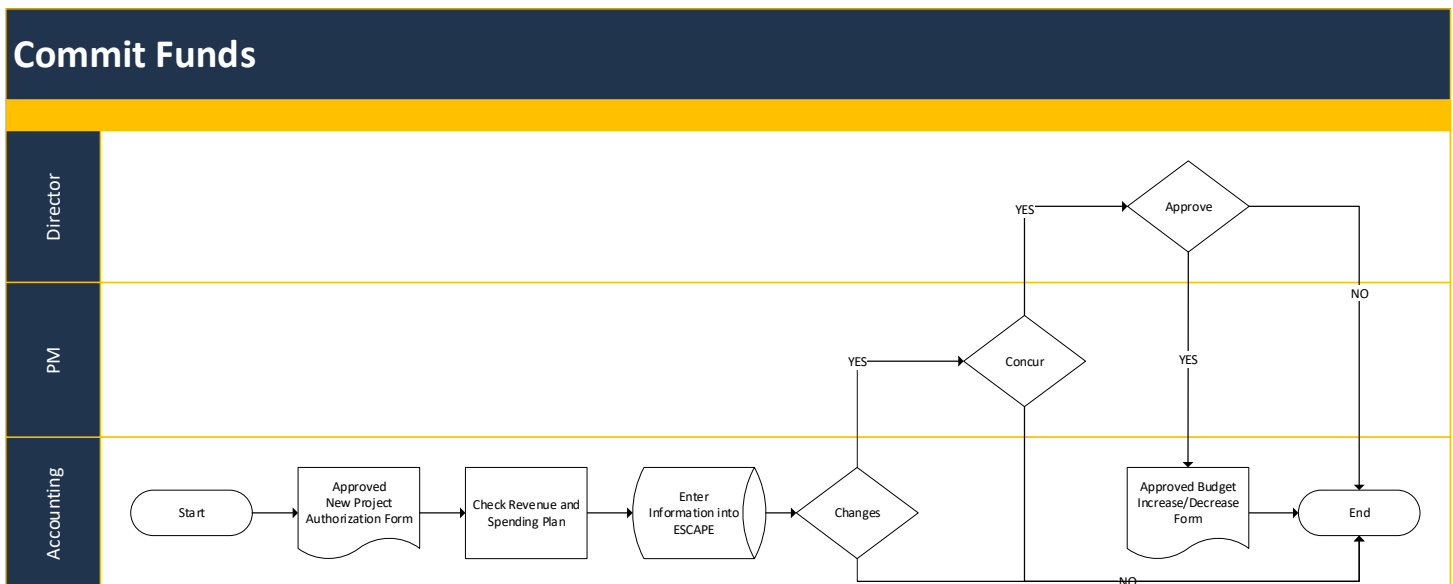 Commit Funds
Director
Approve
YES
NO
PM
YES
Concur
YES
Accounting
Start
Approved
New Project
Authorization Form
Check Revenue and
Spending Plan
Enter
Information into
ESCAPE
Changes
Approved Budget
Increase/Decrease
Form
End
NO